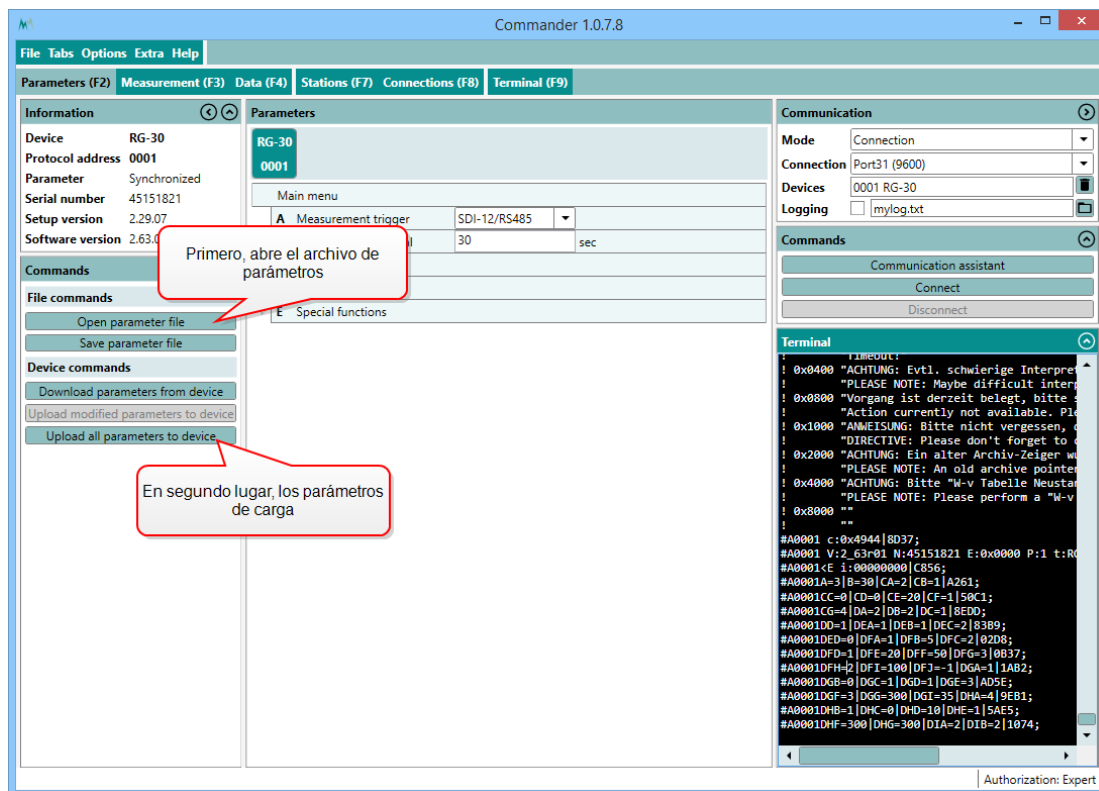 Commander 1.0.7.8
File Tabs Options Extra Help
Parameters (F2) Measurement (F3) Data (F4) Stations (F7) Connections (F8) Terminal (F9)
Information
Device RG-30
Protocol address 0001
Parameter Synchronized
Serial number 45151821
Setup version 2.29.07
Software version 2.63.0
Commands
File commands
Open parameter file
Save parameter file
Device commands
Download parameters from device
Upload modified parameters to device
Upload all parameters to device
Primero, abre el archivo de
parámetros
En segundo lugar, los parámetros
de carga
Parameters
RG-30
0001
Main menu
A Measurement trigger SDI-12/RS485
30 sec
E Special functions
Communication
Mode Connection
Connection Port31 (9600)
Devices 0001 RG-30
Logging mylog.txt
Commands
Communication assistant
Connect
Disconnect
Terminal
! Timeout!
! 0x0400 "ACHTUNG: Evtl. schwierige Interpret
! "PLEASE NOTE: Maybe difficult interp
! 0x0800 "Vorgang ist derzeit belegt, bitte s
! "Action currently not available. Ple
! 0x1000 "ANWEISUNG: Bitte nicht vergessen, d
! "DIRECTIVE: Please don't forget to d
! 0x2000 "ACHTUNG: Ein alter Archiv-Zeiger wu
! "PLEASE NOTE: An old archive pointer
! 0x4000 "ACHTUNG: Bitte "W-v Tabelle Neustar
! "PLEASE NOTE: Please perform a "W-v
! 0x8000 ""
! ""
#A0001 c:0x4944|8D37;
#A0001 V:2_63r01 N:45151821 E:0x0000 P:1 t:RG
#A0001<E i:00000000|C856;
#A0001A=3|B=30|CA=2|CB=1|A261;
#A0001CC=0|CD=0|CE=20|CF=1|50C1;
#A0001CG=4|DA=2|DB=2|DC=1|8EDD;
#A0001DD=1|DEA=1|DEB=1|DEC=2|83B9;
#A0001DED=0|DFA=1|DFB=5|DFC=2|02D8;
#A0001DFD=1|DFE=20|DFF=50|DFG=3|0B37;
#A0001DFH=2|DFI=100|DFJ=-1|DGA=1|1AB2;
#A0001DGB=0|DGC=1|DGD=1|DGE=3|AD5E;
#A0001DGF=3|DGG=300|DGI=35|DHA=4|9EB1;
#A0001DHB=1|DHC=0|DHD=10|DHE=1|5AE5;
#A0001DHF=300|DHG=300|DIA=2|DIB=2|1074;
Authorization: Expert